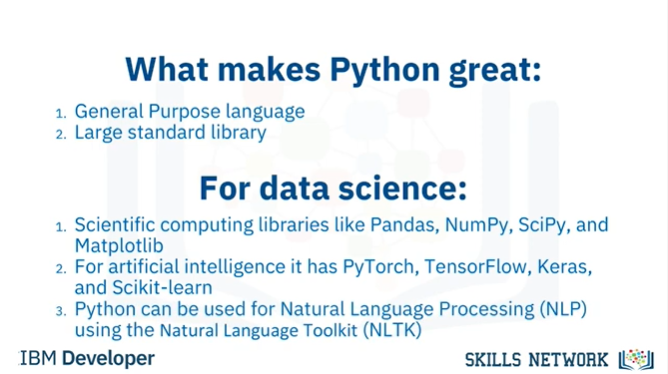 What makes Python great:
1. General Purpose language
2. Large standard library
For data science:
1. Scientific computing libraries like Pandas, NumPy, SciPy, and
Matplotlib
2. For artificial intelligence it has PyTorch, TensorFlow, Keras,
and Scikit-learn
3. Python can be used for Natural Language Processing (NLP)
using the Natural Language Toolkit (NLTK)
IBM Developer
SKILLS NETWORK